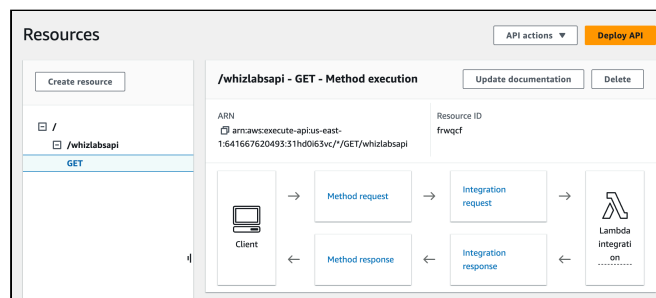 Resources
API actions ▼
Deploy API
Create resource
/
/whizlabsapi
GET
/whizlabsapi - GET - Method execution
Update documentation
Delete
ARN
arn:aws:execute-api:us-east-
1:641667620493:31hd0i63vc/*/GET/whizlabsapi
Resource ID
frwqcf
Client
Method request
Integration
request
Lambda
integrati
on
Method response
Integration
response